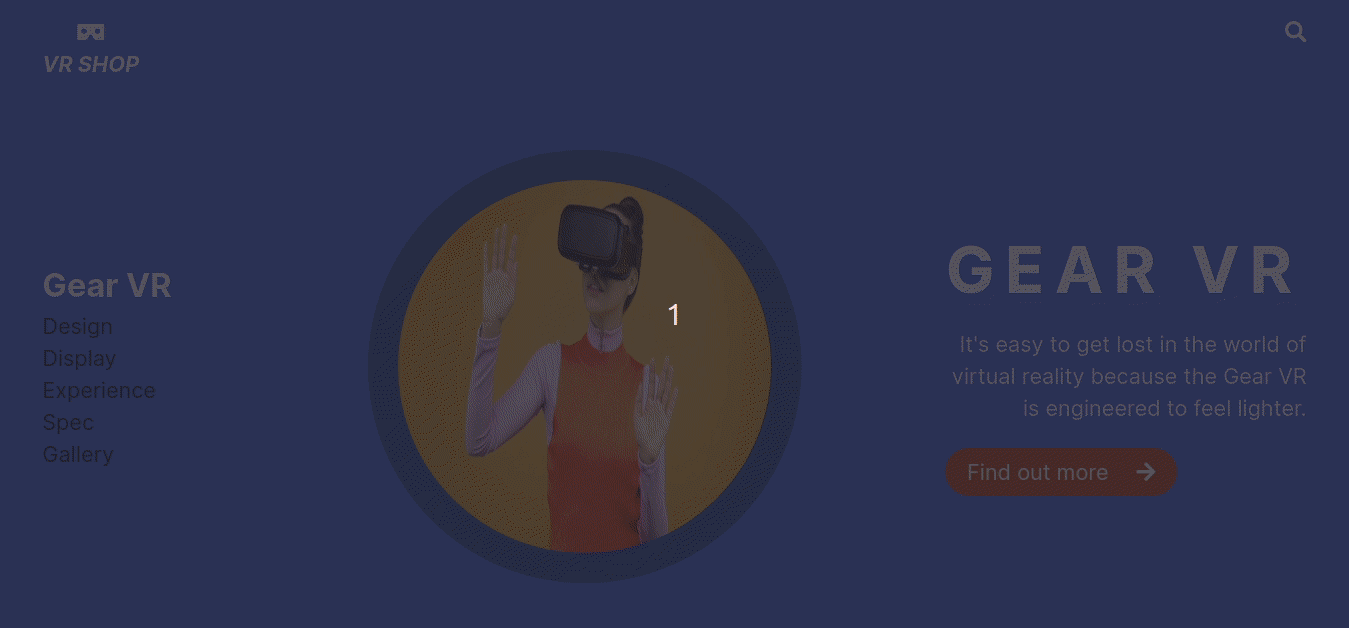 VR SHOP
Gear VR
Design
Display
Experience
Spec
Gallery
1
GEAR VR
It's easy to get lost in the world of
virtual reality because the Gear VR
is engineered to feel lighter.
Find out more